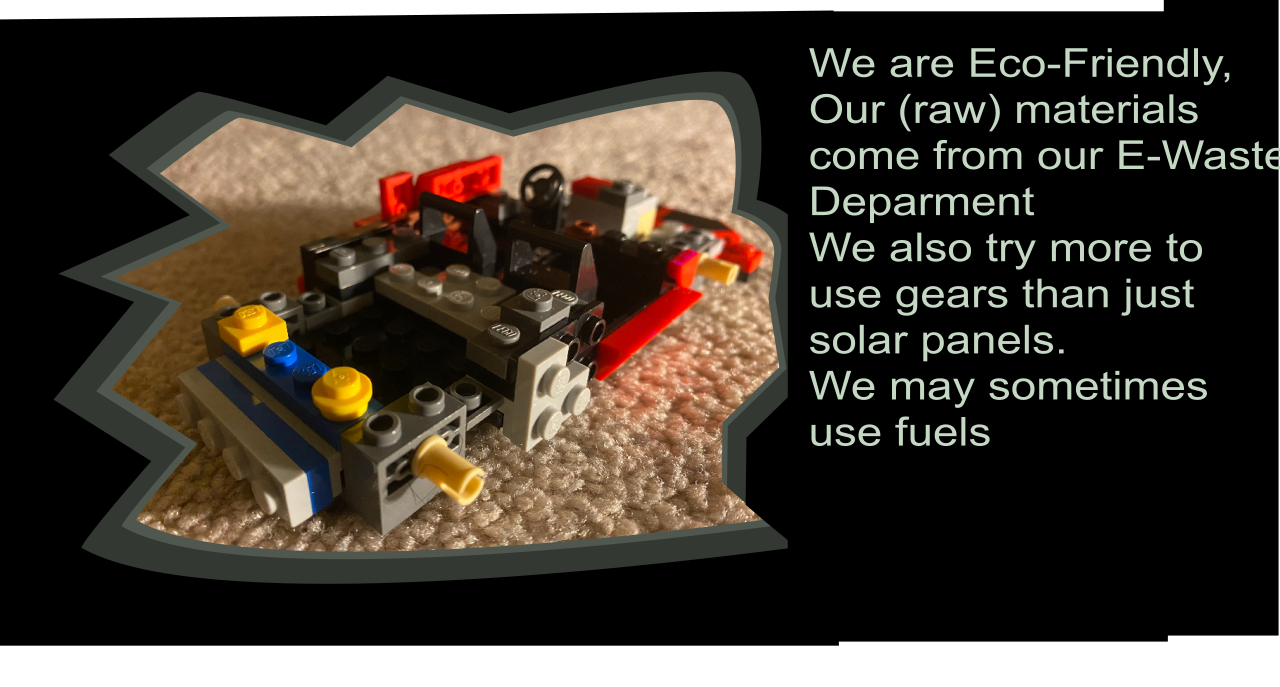 We are Eco-Friendly,
Our (raw) materials
come from our E-Waste
Deparment
We also try more to
use gears than just
solar panels.
We may sometimes
use fuels